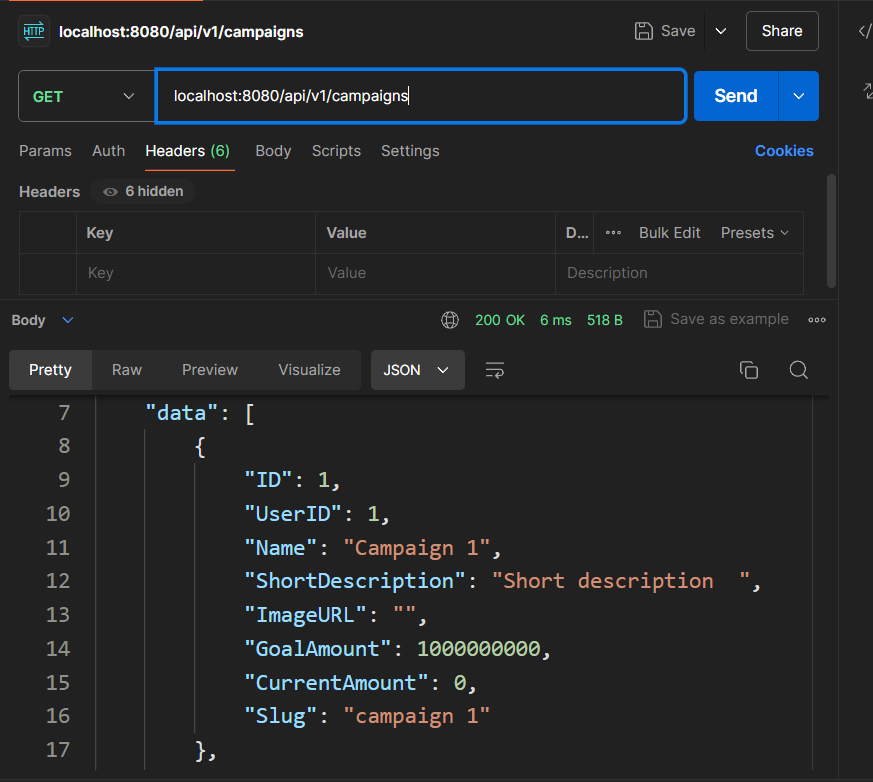 HTTP localhost:8080/api/v1/campaigns Save Share
GET localhost:8080/api/v1/campaigns Send
Params Auth Headers (6) Body Scripts Settings Cookies
Headers 6 hidden
Key Value D... Bulk Edit Presets
Key Value Description
Body 200 OK 6 ms 518 B Save as example
Pretty Raw Preview Visualize JSON
7 "data": [
8 {
9 "ID": 1,
10 "UserID": 1,
11 "Name": "Campaign 1",
12 "ShortDescription": "Short description  ",
13 "ImageURL": "",
14 "GoalAmount": 1000000000,
15 "CurrentAmount": 0,
16 "Slug": "campaign 1"
17 },